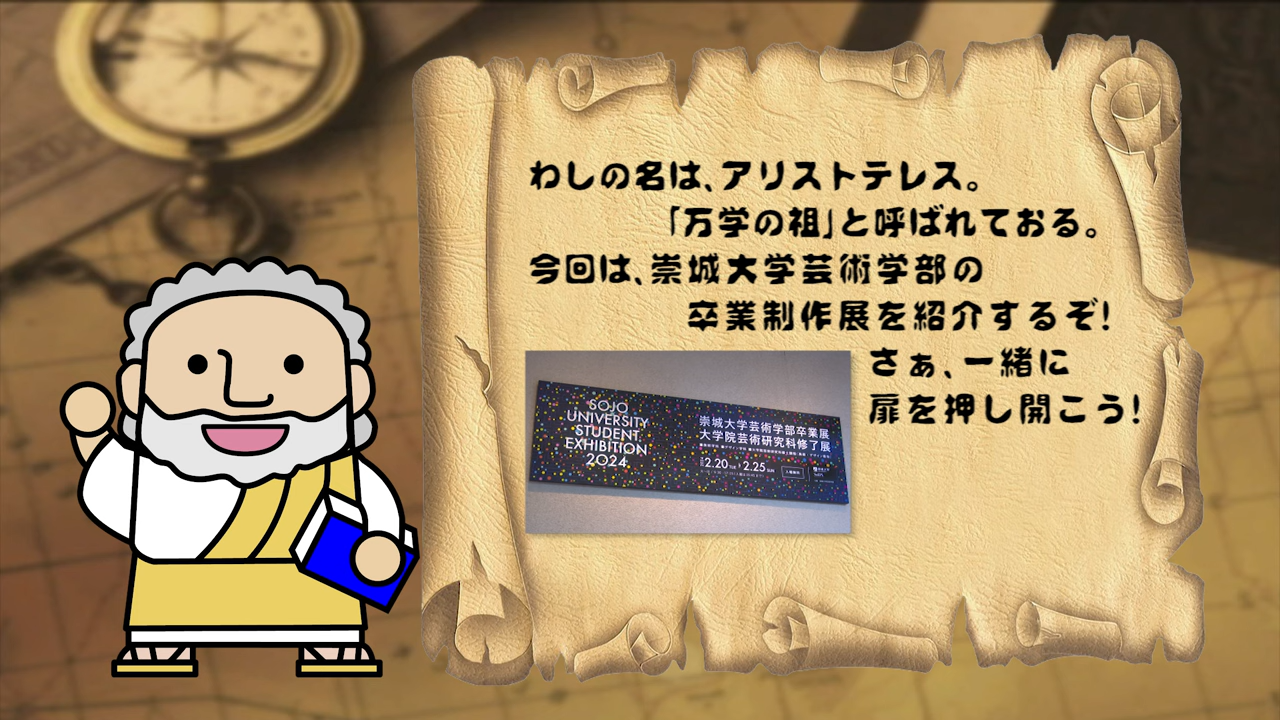 わしの名は、アリストテレス。
「万学の祖」と呼ばれておる。
今回は、崇城大学芸術学部の
卒業制作展を紹介するぞ!
さぁ、一緒に
扉を押し開こう!
SOJO
UNIVERSITY
STUDENT
EXHIBITION
2024
崇城大学芸術学部卒業展
大学院芸術研究科修了展
2.20 TUE 2.25 SUN